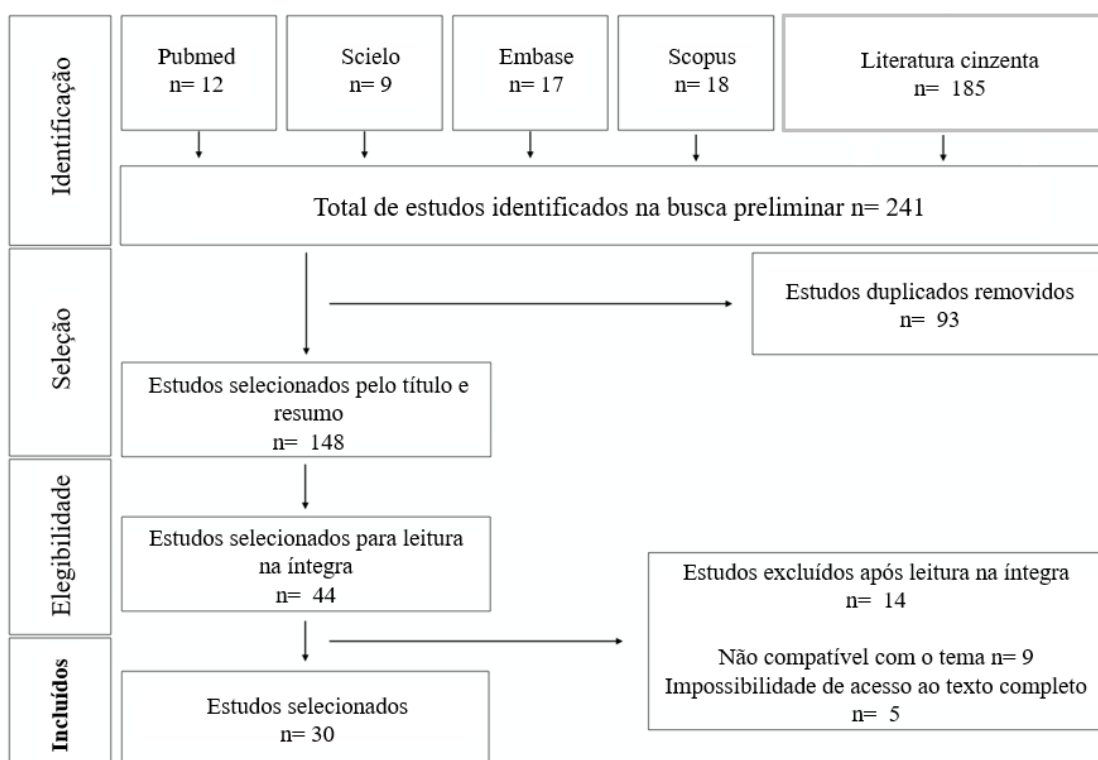 Identificação
Pubmed
n= 12
Scielo
n= 9
Embase
n= 17
Scopus
n= 18
Literatura cinzenta
n= 185
Total de estudos identificados na busca preliminar n= 241
Seleção
Estudos duplicados removidos
n= 93
Estudos selecionados pelo título e
resumo
n= 148
Elegibilidade
Estudos selecionados para leitura
na íntegra
n= 44
Estudos excluídos após leitura na íntegra
n= 14
Não compatível com o tema n= 9
Impossibilidade de acesso ao texto completo
n= 5
Incluídos
Estudos selecionados
n= 30